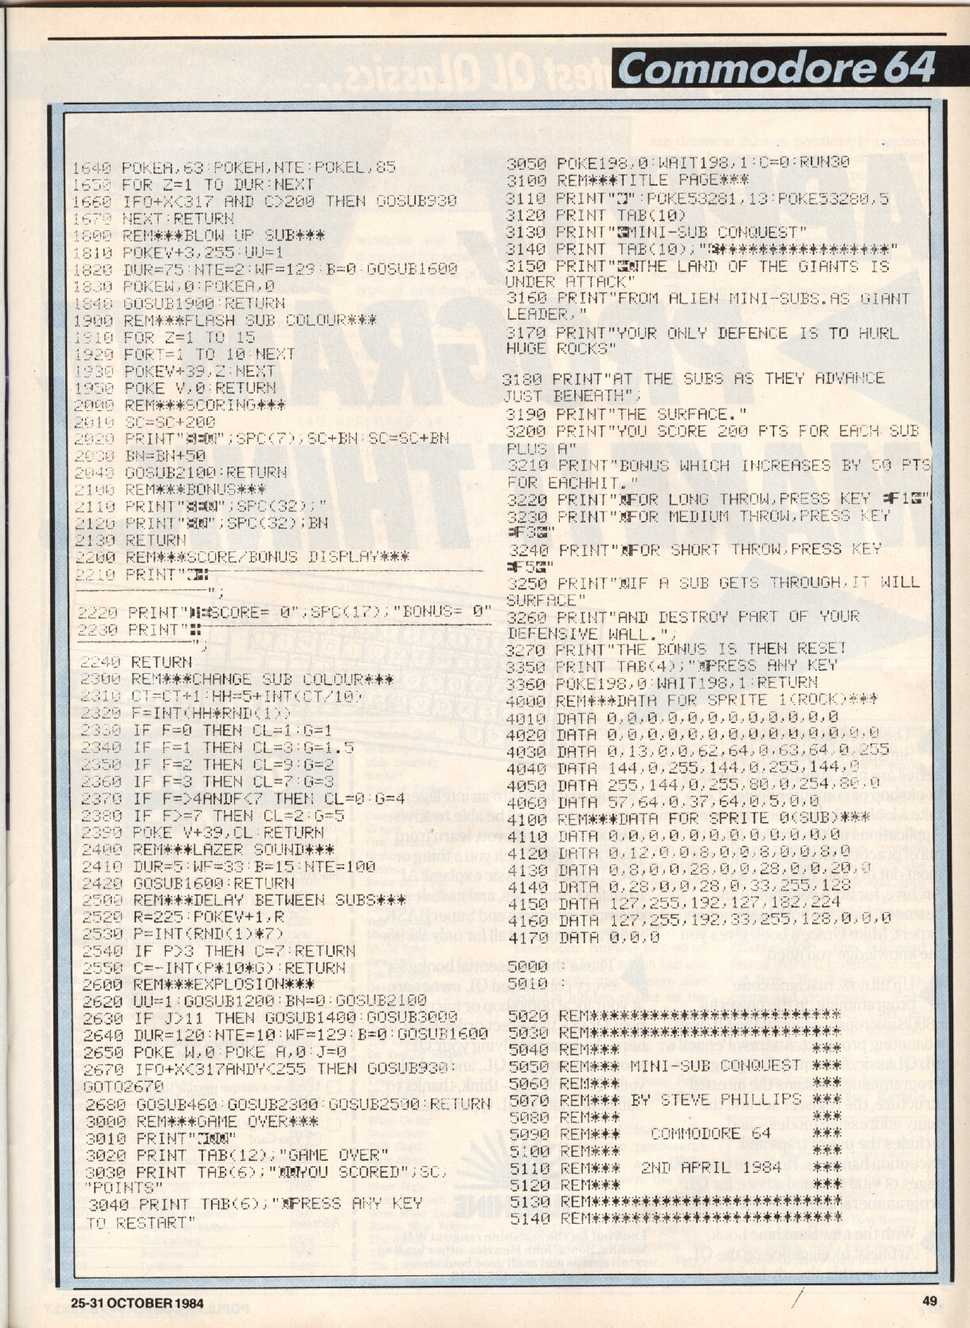 Commodore 64
1640 POKEA,63:POKEH,NTE:POKEL,85
1650 FOR Z=1 TO DUR:NEXT
1660 IFO+X<317 AND C>200 THEN GOSUB930
1670 NEXT:RETURN
1800 REM***BLOW UP SUB***
1810 POKEV+3,255:UU=1
1820 DUR=75:NTE=2:WF=129:B=0:GOSUB1600
1830 POKEW,0:POKEA,0
1840 GOSUB1900:RETURN
1900 REM***FLASH SUB COLOUR***
1910 FOR Z=1 TO 15
1920 FORT=1 TO 10:NEXT
1930 POKEV+39,Z:NEXT
1950 POKE V,0:RETURN
2000 REM***SCORING***
2010 SC=SC+200
2020 PRINT"";SPC(7);SC+BN:SC=SC+BN
2030 BN=BN+50
2040 GOSUB2100:RETURN
2100 REM***BONUS***
2110 PRINT"";SPC(32);"
2120 PRINT"";SPC(32);BN
2130 RETURN
2200 REM***SCORE/BONUS DISPLAY***
2210 PRINT"
";
2220 PRINT"SCORE= 0";SPC(17);"BONUS= 0"
2230 PRINT"
";
2240 RETURN
2300 REM***CHANGE SUB COLOUR***
2310 CT=CT+1:HH=5+INT(CT/10)
2320 F=INT(HH*RND(1))
2330 IF F=0 THEN CL=1:G=1
2340 IF F=1 THEN CL=3:G=1.5
2350 IF F=2 THEN CL=9:G=2
2360 IF F=3 THEN CL=7:G=3
2370 IF F=>4ANDF<7 THEN CL=0:G=4
2380 IF F>=7 THEN CL=2:G=5
2390 POKE V+39,CL:RETURN
2400 REM***LAZER SOUND***
2410 DUR=5:WF=33:B=15:NTE=100
2420 GOSUB1600:RETURN
2500 REM***DELAY BETWEEN SUBS***
2520 R=225:POKEV+1,R
2530 P=INT(RND(1)*7)
2540 IF P>3 THEN C=7:RETURN
2550 C=-INT(P*10*G):RETURN
2600 REM***EXPLOSION***
2620 UU=1:GOSUB1200:BN=0:GOSUB2100
2630 IF J>11 THEN GOSUB1400:GOSUB3000
2640 DUR=120:NTE=10:WF=129:B=0:GOSUB1600
2650 POKE W,0:POKE A,0:J=0
2670 IFO+X<317ANDY<255 THEN GOSUB930:
GOTO2670
2680 GOSUB460:GOSUB2300:GOSUB2500:RETURN
3000 REM***GAME OVER***
3010 PRINT""
3020 PRINT TAB(12);"GAME OVER"
3030 PRINT TAB(6);"YOU SCORED";SC,
"POINTS"
3040 PRINT TAB(6);"PRESS ANY KEY
TO RESTART"
3050 POKE198,0:WAIT198,1:C=0:RUN30
3100 REM***TITLE PAGE***
3110 PRINT"":POKE53281,13:POKE53280,5
3120 PRINT TAB(10)
3130 PRINT"MINI-SUB CONQUEST"
3140 PRINT TAB(10);"*****************"
3150 PRINT"THE LAND OF THE GIANTS IS
UNDER ATTACK"
3160 PRINT"FROM ALIEN MINI-SUBS.AS GIANT
LEADER,"
3170 PRINT"YOUR ONLY DEFENCE IS TO HURL
HUGE ROCKS"
3180 PRINT"AT THE SUBS AS THEY ADVANCE
JUST BENEATH";
3190 PRINT"THE SURFACE."
3200 PRINT"YOU SCORE 200 PTS FOR EACH SUB
PLUS A"
3210 PRINT"BONUS WHICH INCREASES BY 50 PTS
FOR EACHHIT."
3220 PRINT"FOR LONG THROW,PRESS KEY F1"
3230 PRINT"FOR MEDIUM THROW,PRESS KEY
F3"
3240 PRINT"FOR SHORT THROW,PRESS KEY
F5"
3250 PRINT"IF A SUB GETS THROUGH,IT WILL
SURFACE"
3260 PRINT"AND DESTROY PART OF YOUR
DEFENSIVE WALL.";
3270 PRINT"THE BONUS IS THEN RESET
3350 PRINT TAB(4);"PRESS ANY KEY
3360 POKE198,0:WAIT198,1:RETURN
4000 REM***DATA FOR SPRITE 1(ROCK)***
4010 DATA 0,0,0,0,0,0,0,0,0,0,0
4020 DATA 0,0,0,0,0,0,0,0,0,0,0,0
4030 DATA 0,13,0,0,62,64,0,63,64,0,255
4040 DATA 144,0,255,144,0,255,144,0
4050 DATA 255,144,0,255,80,0,254,80,0
4060 DATA 57,64,0,37,64,0,5,0,0
4100 REM***DATA FOR SPRITE 0(SUB)***
4110 DATA 0,0,0,0,0,0,0,0,0,0,0
4120 DATA 0,12,0,0,8,0,0,8,0,0,8,0
4130 DATA 0,8,0,0,28,0,0,28,0,0,20,0
4140 DATA 0,28,0,0,28,0,33,255,128
4150 DATA 127,255,192,127,182,224
4160 DATA 127,255,192,33,255,128,0,0,0
4170 DATA 0,0,0
5000 :
5010 :
5020 REM**************************
5030 REM**************************
5040 REM*** ***
5050 REM*** MINI-SUB CONQUEST ***
5060 REM*** ***
5070 REM*** BY STEVE PHILLIPS ***
5080 REM*** ***
5090 REM*** COMMODORE 64 ***
5100 REM*** ***
5110 REM*** 2ND APRIL 1984 ***
5120 REM*** ***
5130 REM**************************
5140 REM**************************
25-31 OCTOBER 1984
49